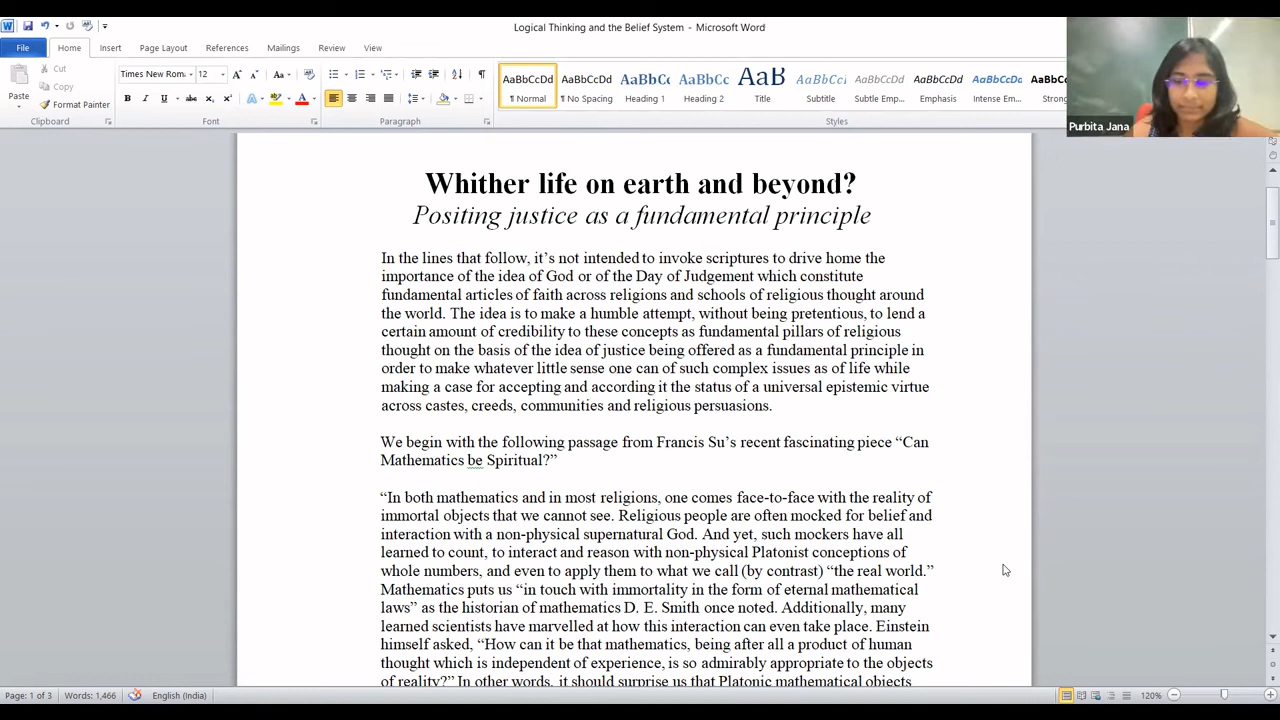 Logical Thinking and the Belief System - Microsoft Word
File Home Insert Page Layout References Mailings Review View
Paste
Cut
Copy
Format Painter
Clipboard
Times New Rom 12
Font
Paragraph
AaBbCcDd AaBbCcDd AaBbC AaBbCc AaB AaBbCcI AaBbCcDd AaBbCcDd AaBbCcDd AaBbCc
¶ Normal ¶ No Spacing Heading 1 Heading 2 Title Subtitle Subtle Emp... Emphasis Intense Em... Strong
Styles
Purbita Jana
Whither life on earth and beyond?
Positing justice as a fundamental principle
In the lines that follow, it’s not intended to invoke scriptures to drive home the
importance of the idea of God or of the Day of Judgement which constitute
fundamental articles of faith across religions and schools of religious thought around
the world. The idea is to make a humble attempt, without being pretentious, to lend a
certain amount of credibility to these concepts as fundamental pillars of religious
thought on the basis of the idea of justice being offered as a fundamental principle in
order to make whatever little sense one can of such complex issues as of life while
making a case for accepting and according it the status of a universal epistemic virtue
across castes, creeds, communities and religious persuasions.
We begin with the following passage from Francis Su’s recent fascinating piece “Can
Mathematics be Spiritual?”
“In both mathematics and in most religions, one comes face-to-face with the reality of
immortal objects that we cannot see. Religious people are often mocked for belief and
interaction with a non-physical supernatural God. And yet, such mockers have all
learned to count, to interact and reason with non-physical Platonist conceptions of
whole numbers, and even to apply them to what we call (by contrast) “the real world.”
Mathematics puts us “in touch with immortality in the form of eternal mathematical
laws” as the historian of mathematics D. E. Smith once noted. Additionally, many
learned scientists have marvelled at how this interaction can even take place. Einstein
himself asked, “How can it be that mathematics, being after all a product of human
thought which is independent of experience, is so admirably appropriate to the objects
of reality?” In other words, it should surprise us that Platonic mathematical objects
Page: 1 of 3 Words: 1,466 English (India) 120%